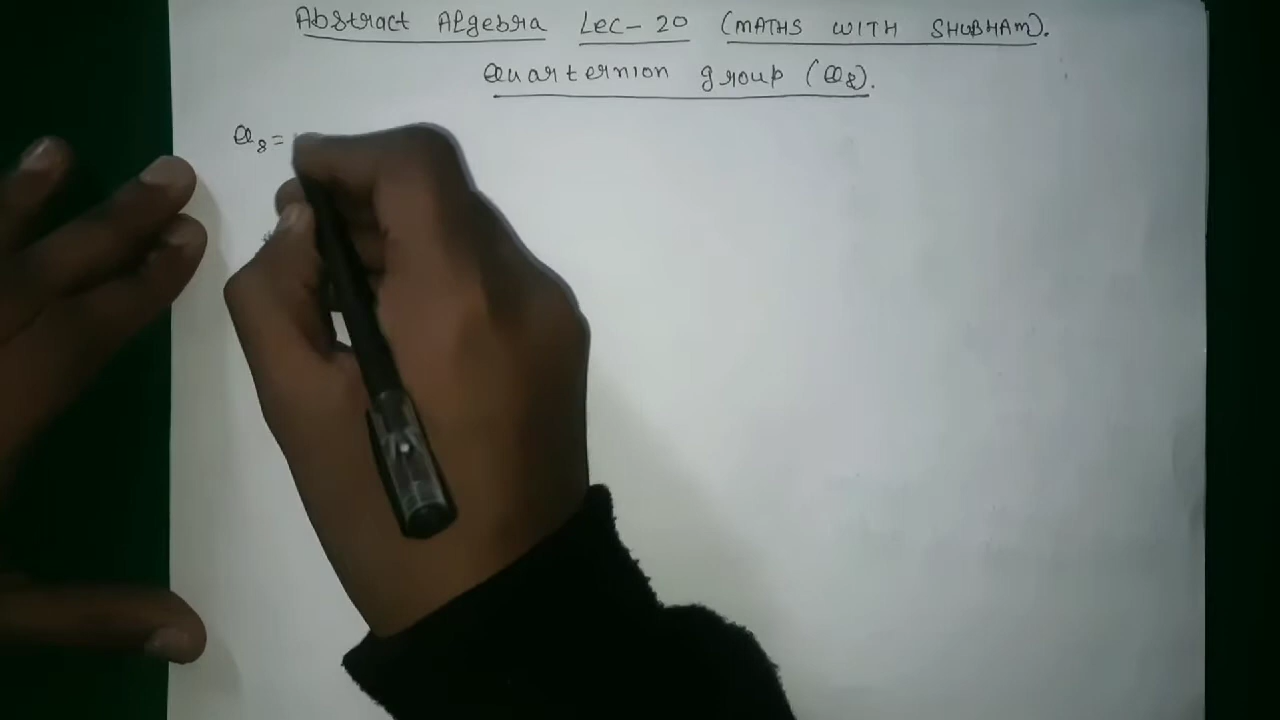 Abstract Algebra Lec-20 (MATHS WITH SHUBHAM).
Quarternion group (Q₈).
Q₈ =